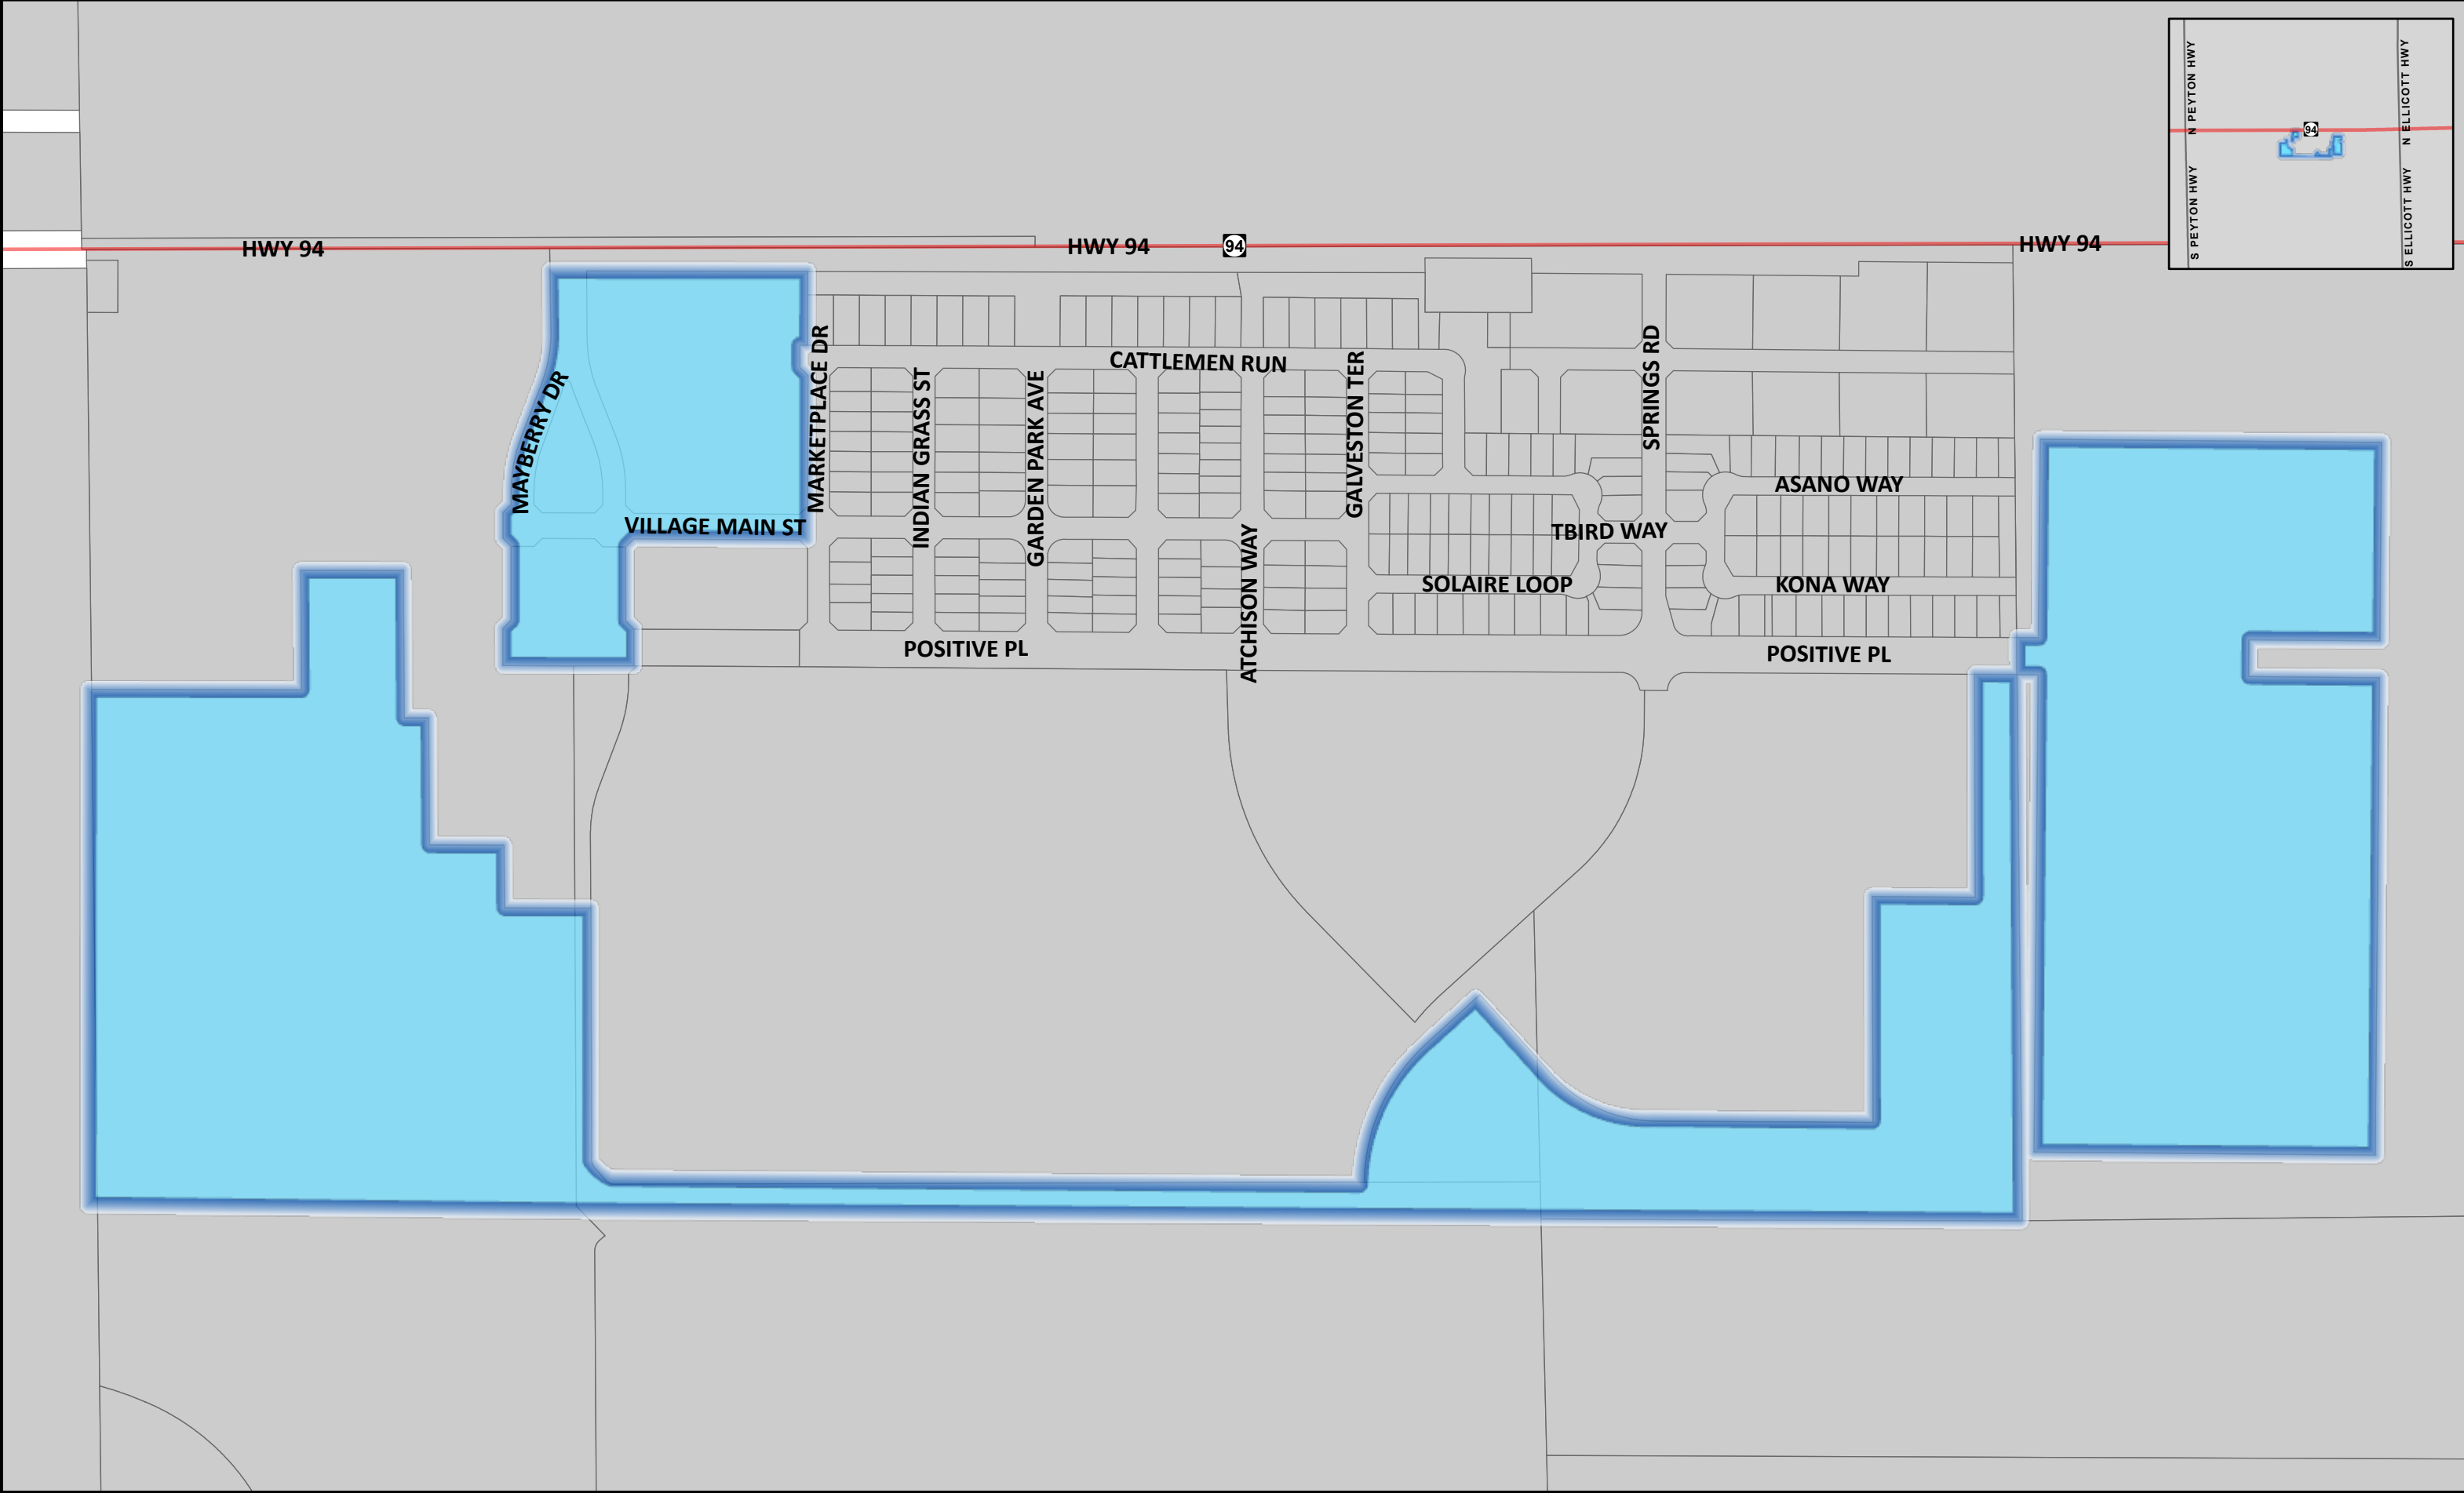 N PEYTON HWY
N ELLICOTT HWY
94
S PEYTON HWY
S ELLICOTT HWY
HWY 94
HWY 94
94
HWY 94
MAYBERRY DR
MARKETPLACE DR
INDIAN GRASS ST
GARDEN PARK AVE
CATTLEMEN RUN
GALVESTON TER
SPRINGS RD
ASANO WAY
VILLAGE MAIN ST
TBIRD WAY
ATCHISON WAY
SOLAIRE LOOP
KONA WAY
POSITIVE PL
POSITIVE PL